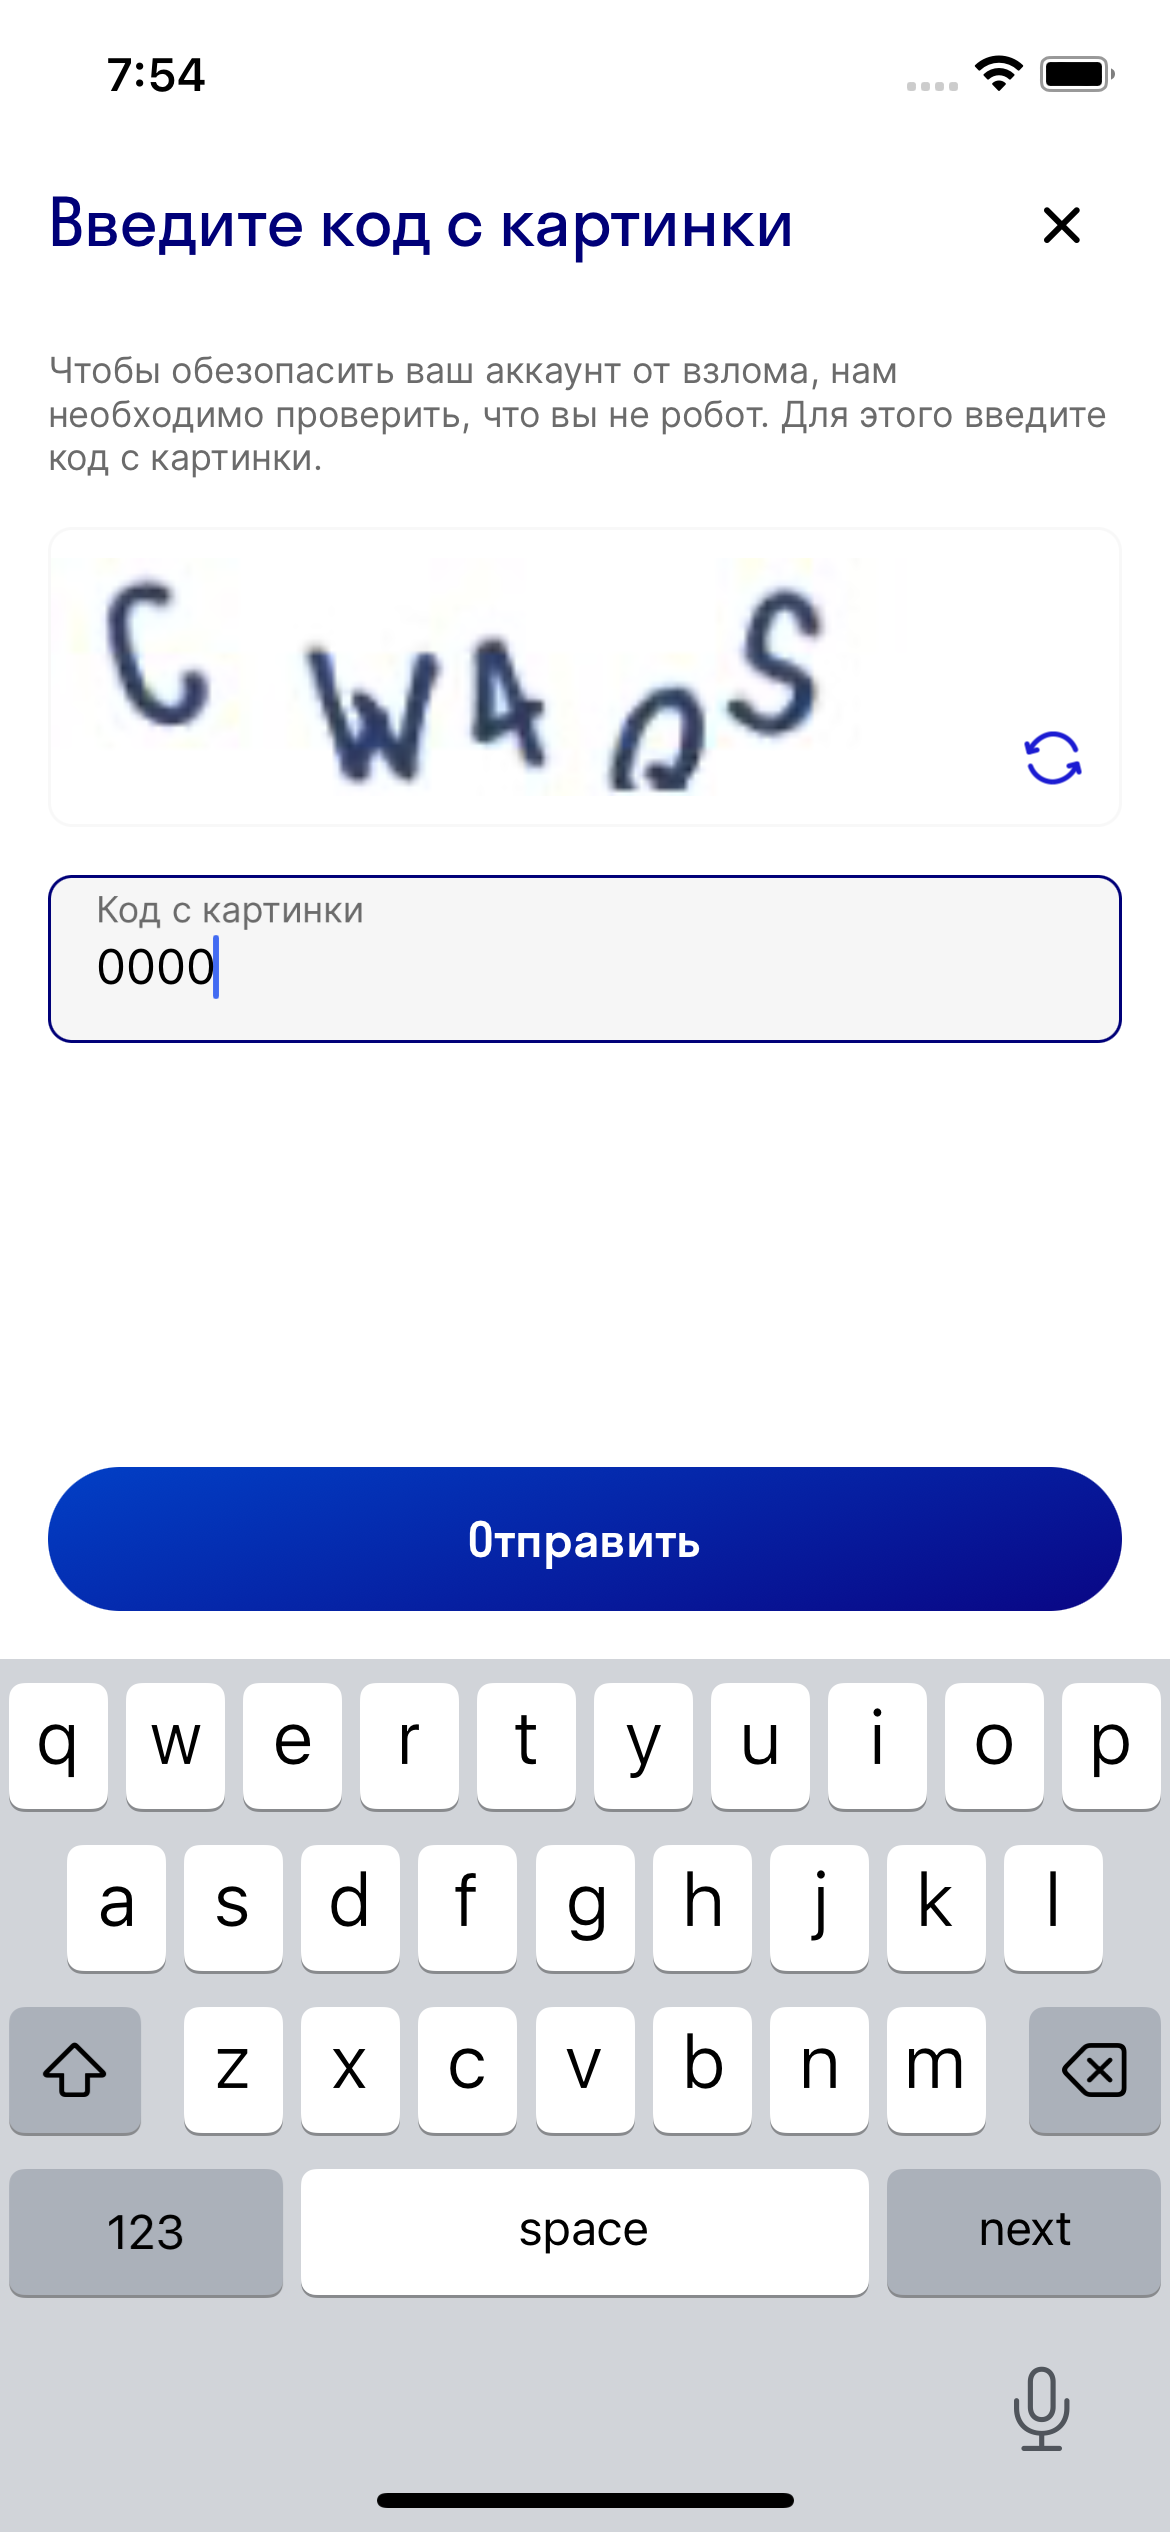 7:54
Введите код с картинки
Чтобы обезопасить ваш аккаунт от взлома, нам
необходимо проверить, что вы не робот. Для этого введите
код с картинки.
Код с картинки
0000
Отправить
q w e r t y u i o p
a s d f g h j k l
z x c v b n m
123 space next